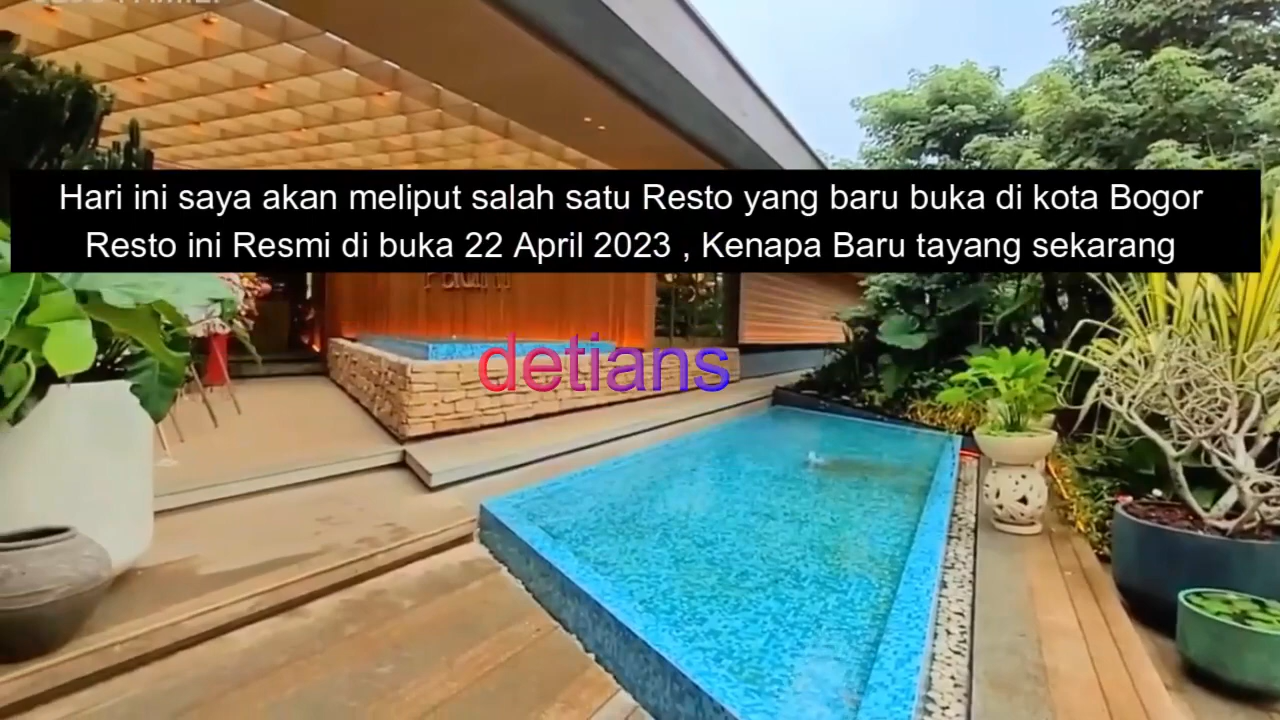 Hari ini saya akan meliput salah satu Resto yang baru buka di kota Bogor
Resto ini Resmi di buka 22 April 2023 , Kenapa Baru tayang sekarang
detians